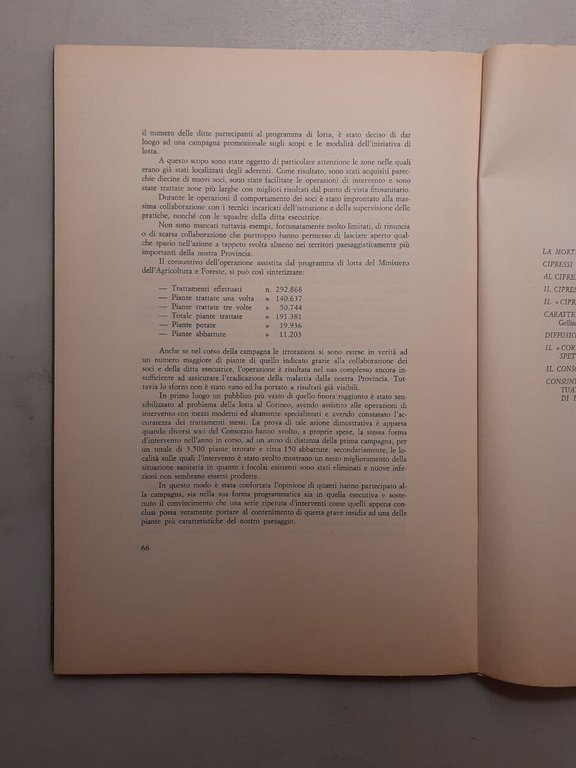 il numero delle ditte partecipanti al programma di lotta, è stato deciso di dar
luogo ad una campagna promozionale sugli scopi e le modalità dell'iniziativa di
lotta.
A questo scopo sono state oggetto di particolare attenzione le zone nelle quali
erano già stati localizzati degli aderenti. Come risultato, sono stati acquisiti parec-
chie diecine di nuovi soci, sono state facilitate le operazioni di intervento e sono
state trattate zone più larghe con migliori risultati dal punto di vista fitosanitario.
Durante le operazioni il comportamento dei soci è stato improntato alla mas-
sima collaborazione con i tecnici incaricati dell'istruzione e della supervisione delle
pratiche, nonché con le squadre della ditta esecutrice.
Non sono mancati tuttavia esempi, fortunatamente molto limitati, di rinuncia
o di scarsa collaborazione che purtroppo hanno permesso di lasciare aperto qual-
che spazio nell'azione a tappeto svolta almeno nei territori paesaggisticamente più
importanti della nostra Provincia.
Il consuntivo dell'operazione assistita dal programma di lotta del Ministero
dell'Agricoltura e Foreste, si può così sintetizzare:
— Trattamenti effettuati n. 292.868
— Piante trattate una volta » 140.637
— Piante trattate tre volte » 50.744
— Totale piante trattate » 191.381
— Piante potate » 19.936
— Piante abbattute » 11.203
Anche se nel corso della campagna le irrorazioni si sono estese in verità ad
un numero maggiore di piante di quello indicato grazie alla collaborazione dei
soci e della ditta esecutrice, l'operazione è risultata nel suo complesso ancora in-
sufficiente ad assicurare l'eradicazione della malattia dalla nostra Provincia. Tut-
tavia lo sforzo non è stato vano ed ha portato a risultati già visibili.
In primo luogo un pubblico più vasto di quello finora raggiunto è stato sen-
sibilizzato al problema della lotta al Corineo, avendo assistito alle operazioni di
intervento con mezzi moderni ed altamente specializzati e avendo constatato l'ac-
curatezza dei trattamenti stessi. La prova di tale azione dimostrativa è apparsa
quando diversi soci del Consorzio hanno svolto, a proprie spese, la stessa forma
d'intervento nell'anno in corso, ad un anno di distanza della prima campagna, per
un totale di 3.500 piante irrorate e circa 150 abbattute; secondariamente, le lo-
calità sulle quali l'intervento è stato svolto mostrano un netto miglioramento della
situazione sanitaria in quanto i focolai esistenti sono stati eliminati e nuove infe-
zioni non sembrano essersi prodotte.
In questo modo è stata confortata l'opinione di quanti hanno partecipato al-
la campagna, sia nella sua forma programmatica sia in quella esecutiva e soste-
nuto il convincimento che una serie ripetuta d'interventi come quelli appena con-
clusi possa veramente portare al contenimento di questa grave insidia ad una delle
piante più caratteristiche del nostro paesaggio.
66
LA MORT
CIPRESSI
AL CIPRE
IL CIPRES
IL « CIPR
CARATTE
Gellin
DIFFUSIO
IL « COR
SPET
IL CONSO
CONSUNT
TUA
DI F